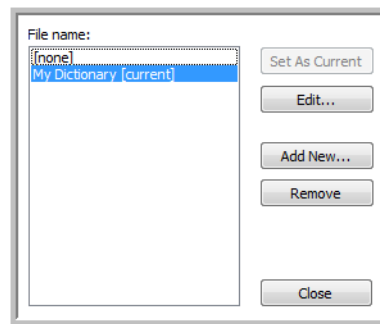 File name:
[none]
My Dictionary [current]
Set As Current
Edit...
Add New...
Remove
Close